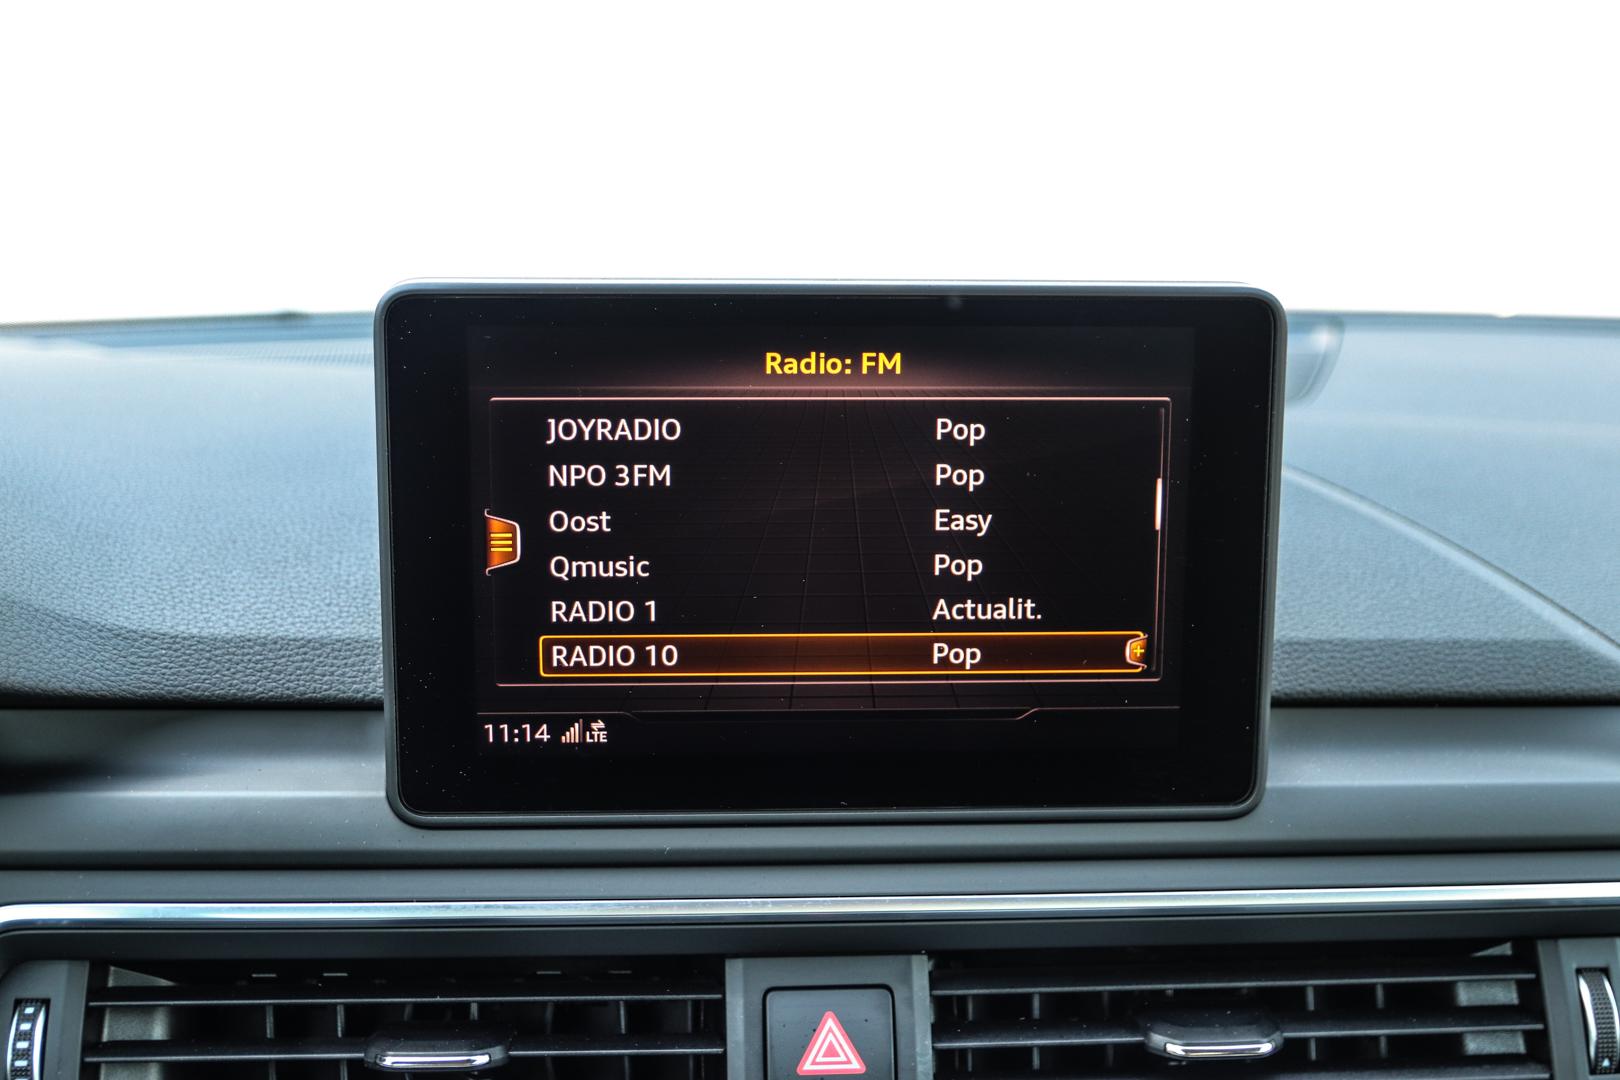 Radio: FM
JOYRADIO Pop
NPO 3FM Pop
Oost Easy
Qmusic Pop
RADIO 1 Actualit.
RADIO 10 Pop
11:14 LTE